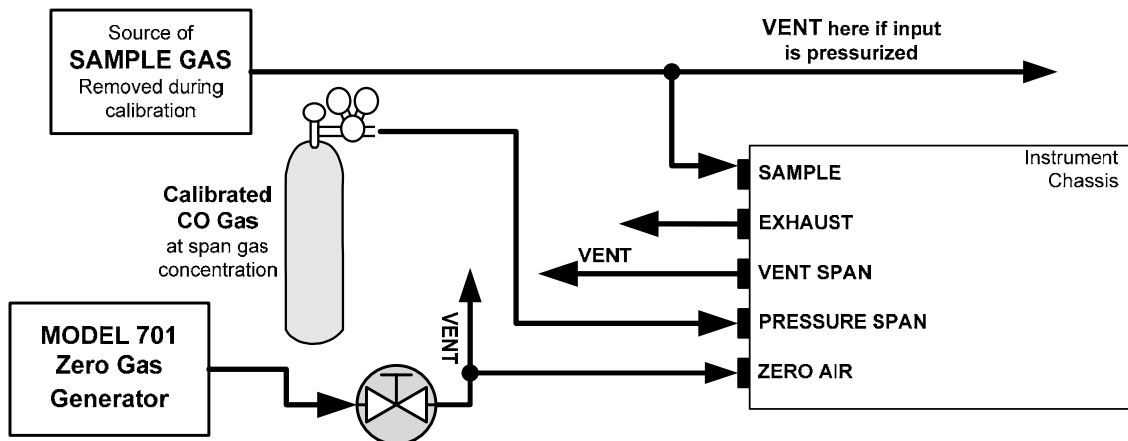 Source of
SAMPLE GAS
Removed during
calibration
VENT here if input
is pressurized
Calibrated
CO Gas
at span gas
concentration
MODEL 701
Zero Gas
Generator
VENT
VENT
Instrument
Chassis
SAMPLE
EXHAUST
VENT SPAN
PRESSURE SPAN
ZERO AIR